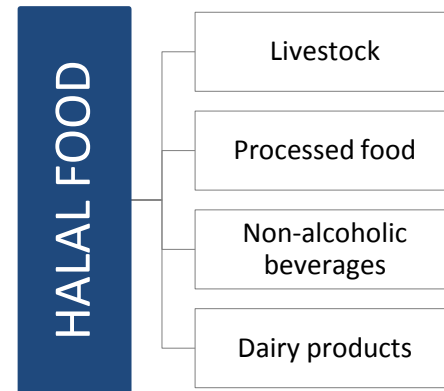 HALAL FOOD
Livestock
Processed food
Non-alcoholic
beverages
Dairy products